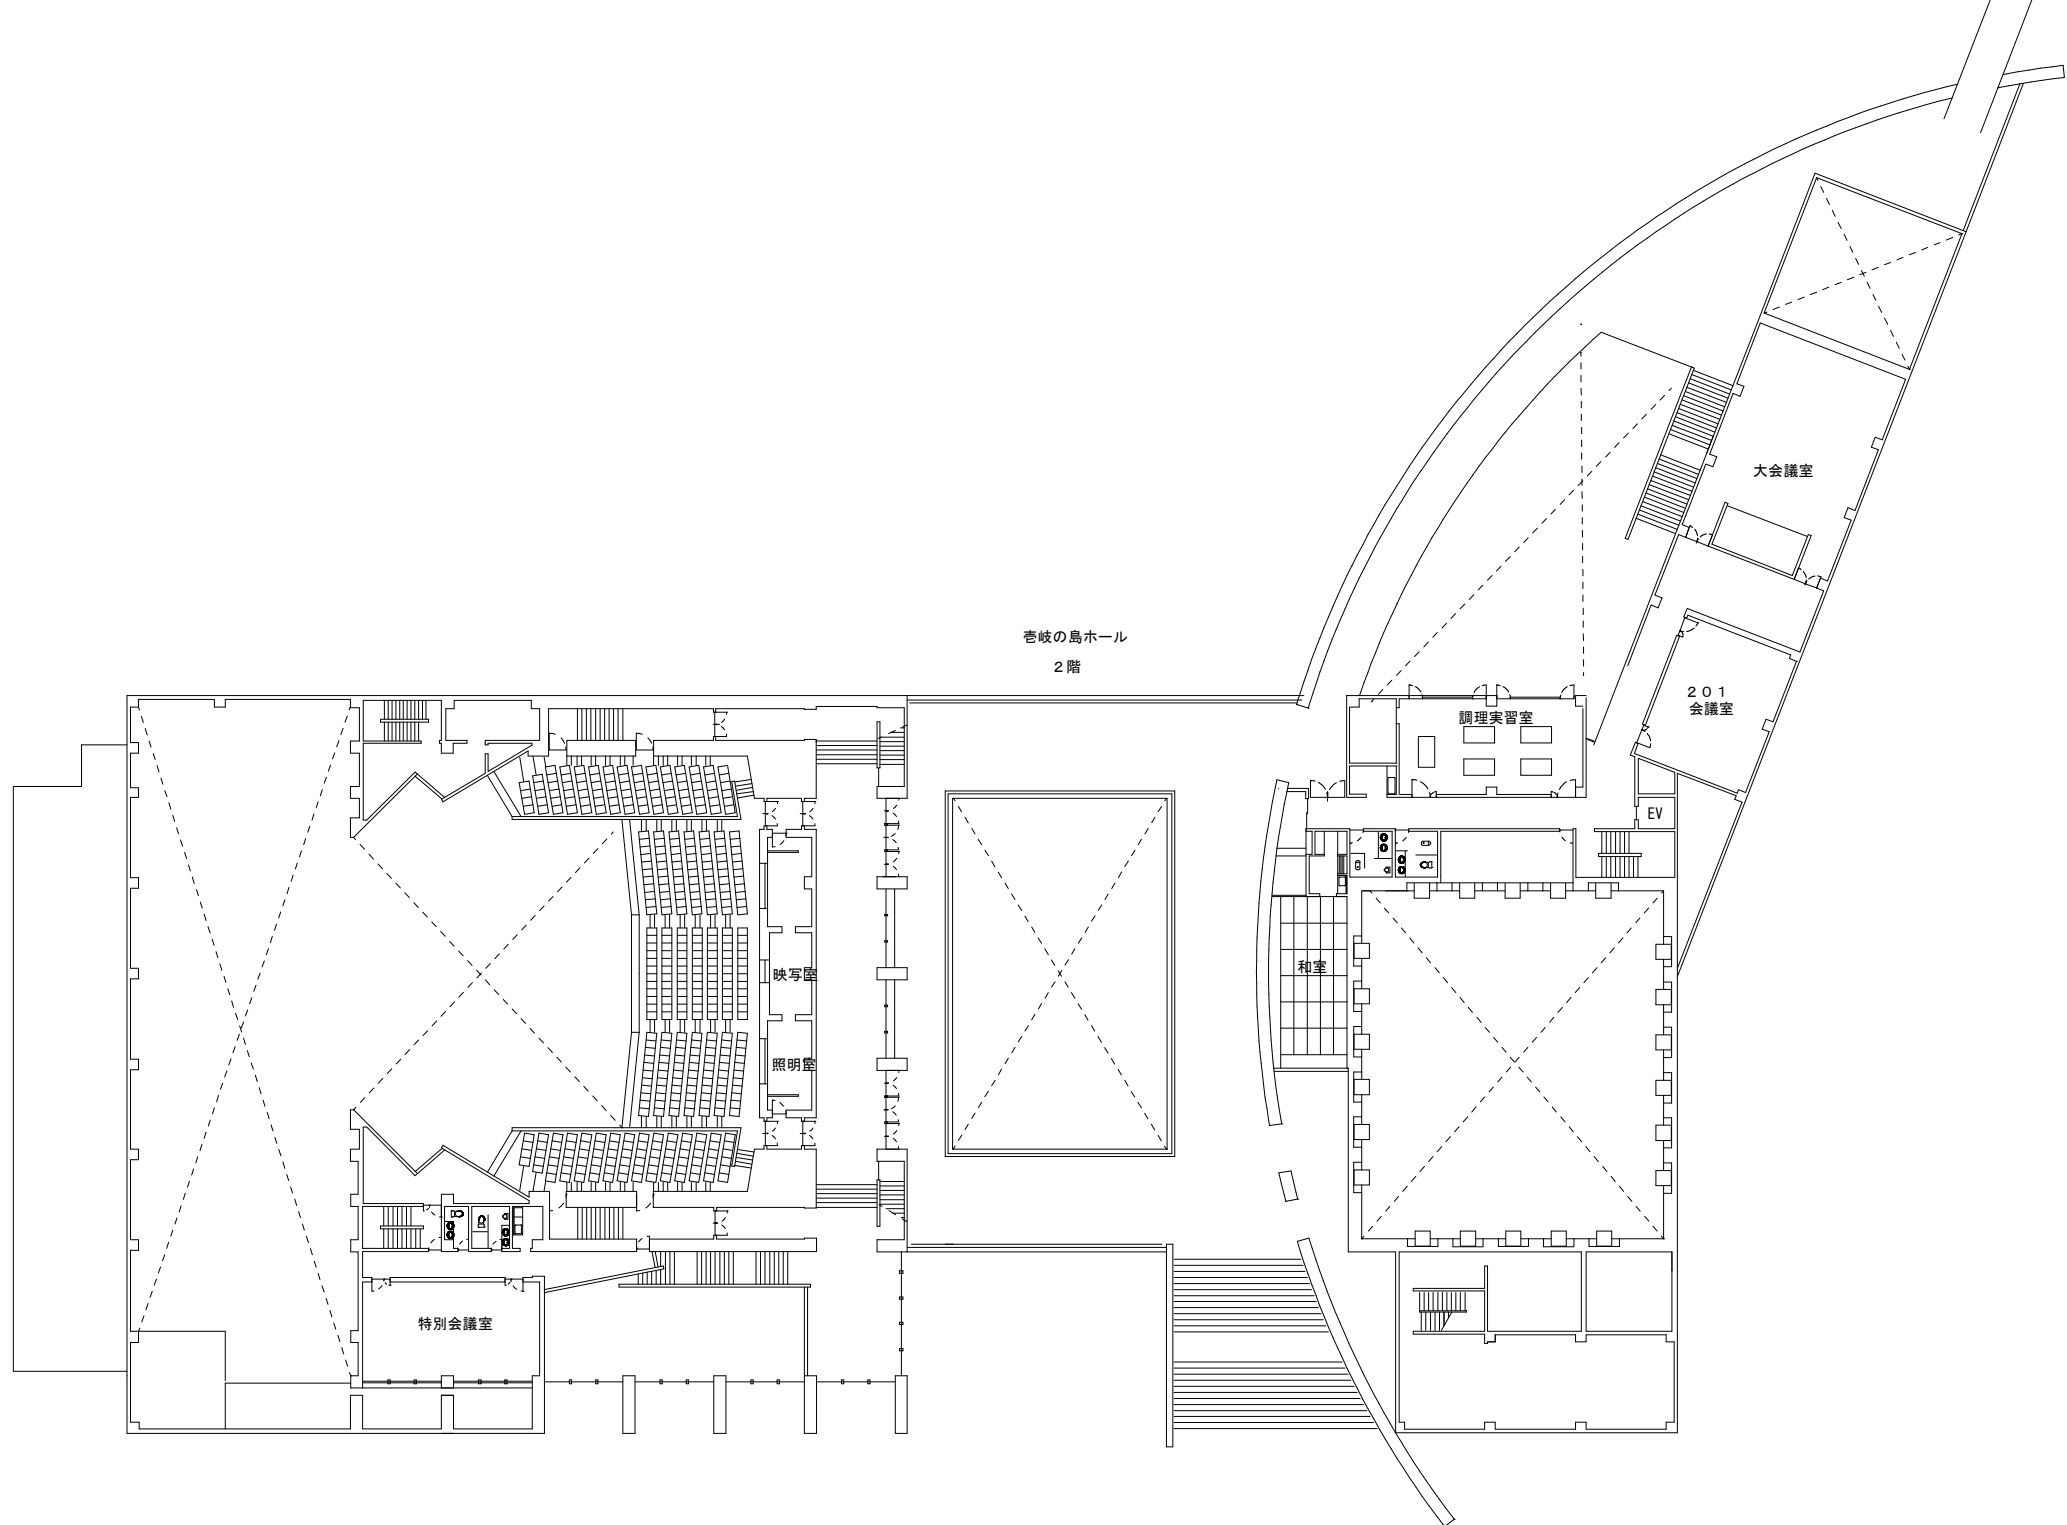 壱岐の島ホール
２階
大会議室
２０１
会議室
調理実習室
EV
和室
映写室
照明室
特別会議室